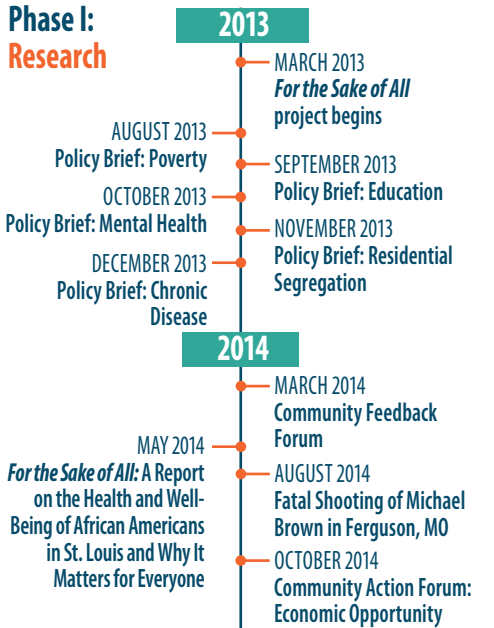 Phase I:
Research
2013
MARCH 2013
For the Sake of All
project begins
AUGUST 2013
Policy Brief: Poverty
SEPTEMBER 2013
Policy Brief: Education
OCTOBER 2013
Policy Brief: Mental Health
NOVEMBER 2013
Policy Brief: Residential
Segregation
DECEMBER 2013
Policy Brief: Chronic
Disease
2014
MARCH 2014
Community Feedback
Forum
MAY 2014
For the Sake of All: A Report
on the Health and Well-
Being of African Americans
in St. Louis and Why It
Matters for Everyone
AUGUST 2014
Fatal Shooting of Michael
Brown in Ferguson, MO
OCTOBER 2014
Community Action Forum:
Economic Opportunity